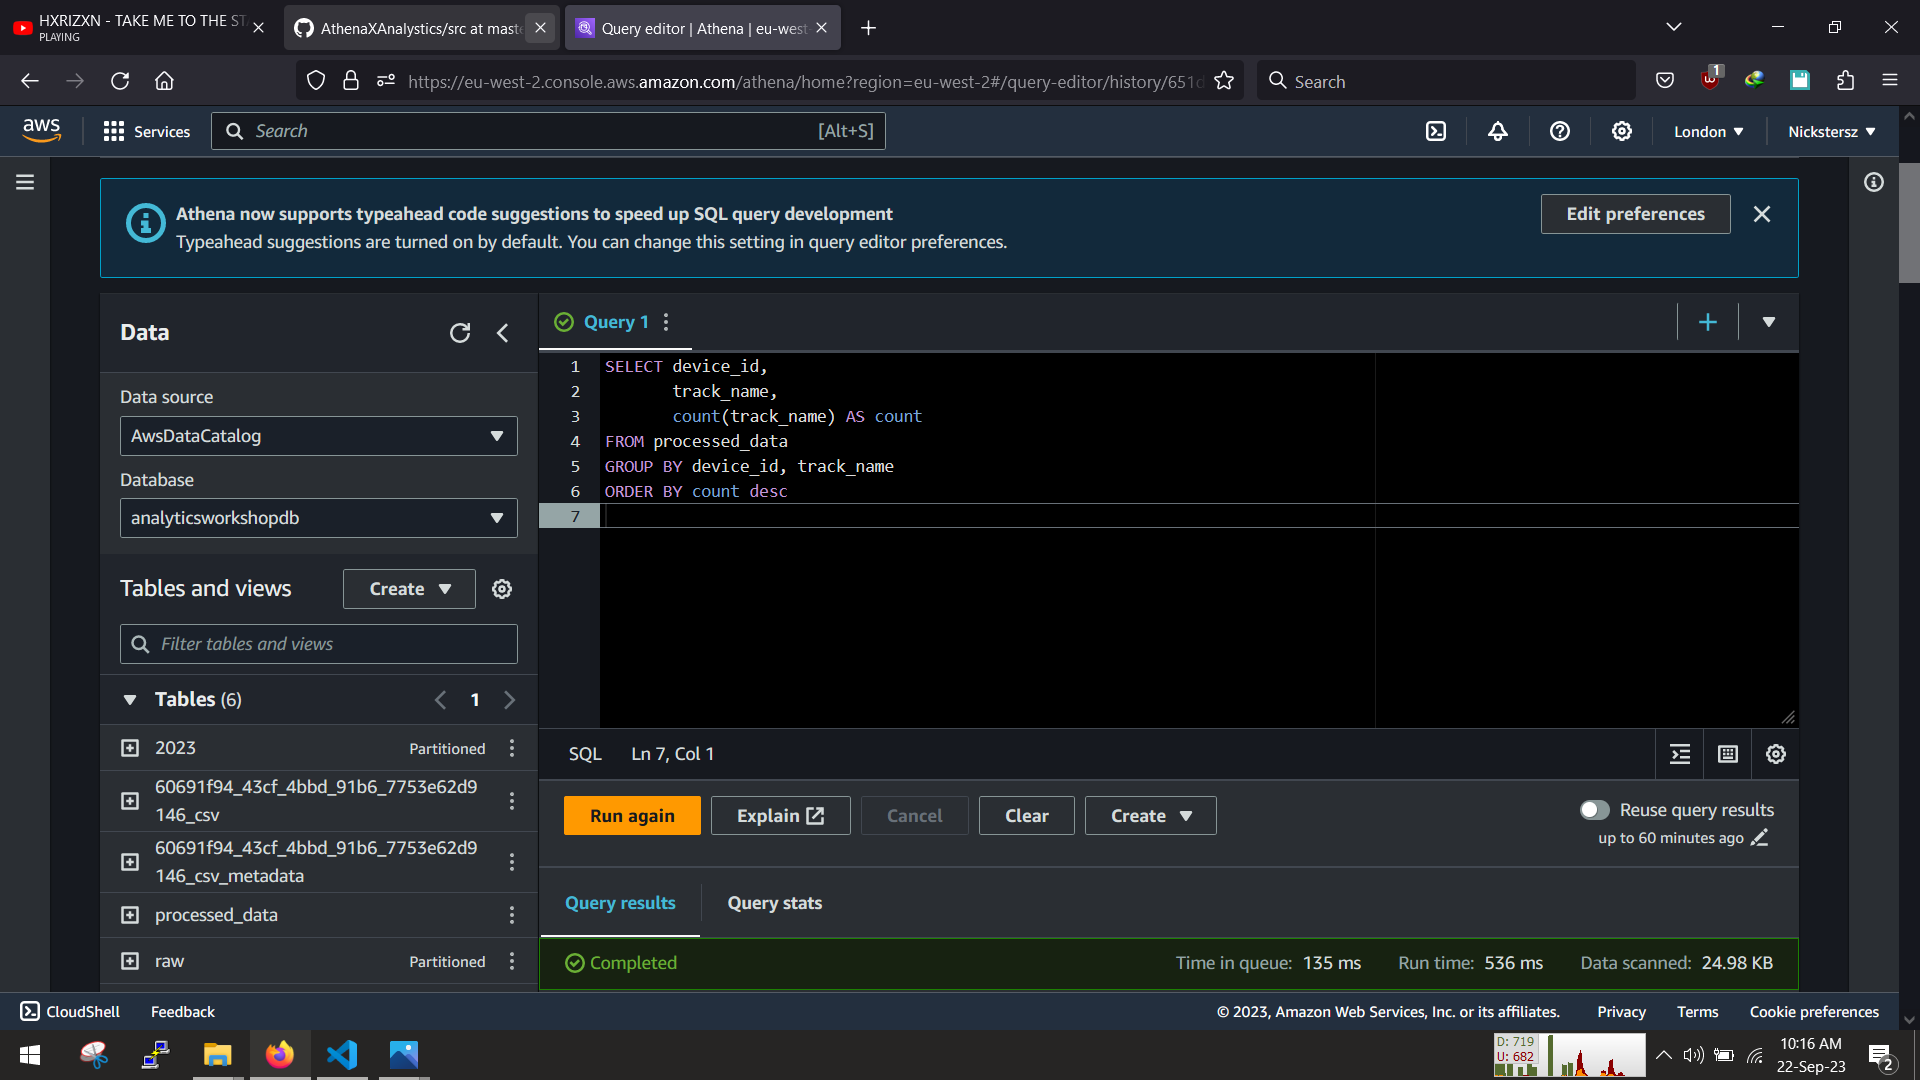 HXRIZXN - TAKE ME TO THE ST
PLAYING
AthenaXAnalystics/src at maste
Query editor | Athena | eu-west
https://eu-west-2.console.aws.amazon.com/athena/home?region=eu-west-2#/query-editor/history/651d
Search
1
aws
Services
Search
[Alt+S]
London
Nickstersz
Athena now supports typeahead code suggestions to speed up SQL query development
Typeahead suggestions are turned on by default. You can change this setting in query editor preferences.
Edit preferences
Data
Data source
AwsDataCatalog
Database
analyticsworkshopdb
Tables and views
Create
Filter tables and views
Tables (6)
1
2023
Partitioned
60691f94_43cf_4bbd_91b6_7753e62d9
146_csv
60691f94_43cf_4bbd_91b6_7753e62d9
146_csv_metadata
processed_data
raw
Partitioned
Query 1
1 SELECT device_id,
2 track_name,
3 count(track_name) AS count
4 FROM processed_data
5 GROUP BY device_id, track_name
6 ORDER BY count desc
7
SQL
Ln 7, Col 1
Run again
Explain
Cancel
Clear
Create
Reuse query results
up to 60 minutes ago
Query results
Query stats
Completed
Time in queue: 135 ms
Run time: 536 ms
Data scanned: 24.98 KB
CloudShell
Feedback
© 2023, Amazon Web Services, Inc. or its affiliates.
Privacy
Terms
Cookie preferences
D: 719
U: 682
10:16 AM
22-Sep-23
2